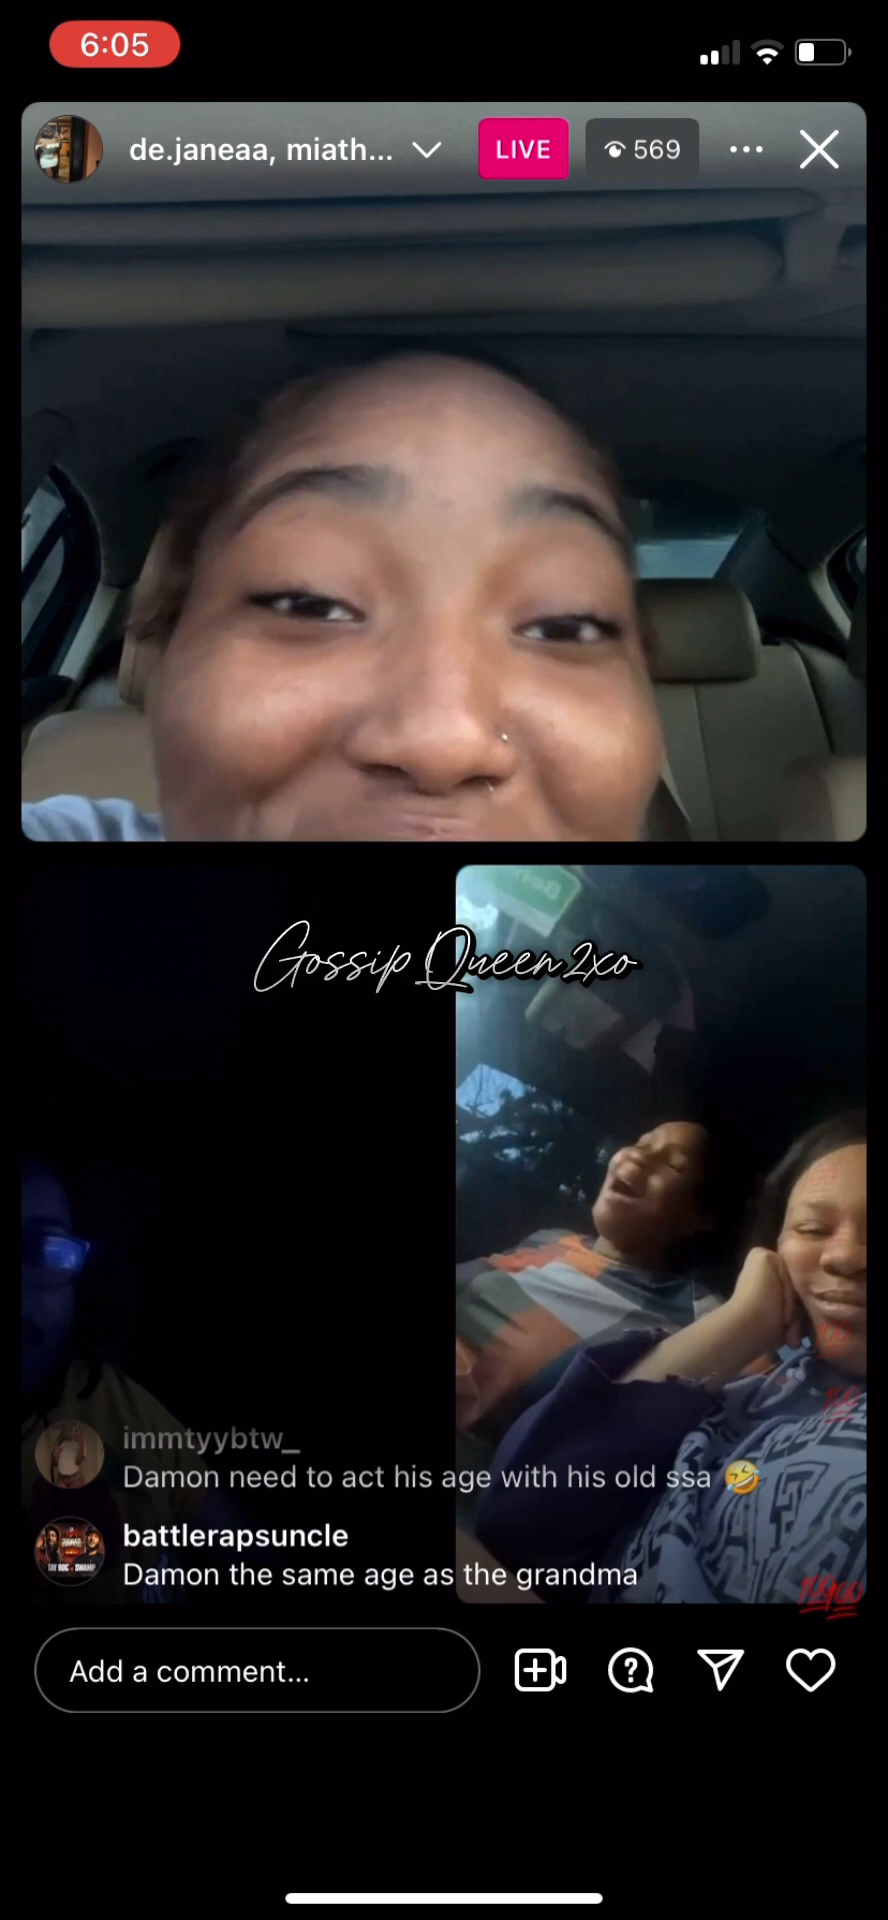 6:05
de.janeaa, miath...
LIVE
569
Gossip Queen2xo
immtyybtw_
Damon need to act his age with his old ssa 🤣
battlerapsuncle
Damon the same age as the grandma
Add a comment...